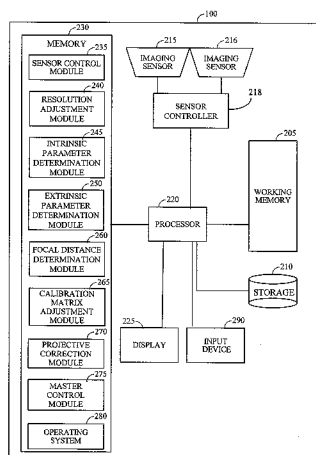 100
230
MEMORY
235
SENSOR CONTROL
MODULE
240
RESOLUTION
ADJUSTMENT
MODULE
245
INTRINSIC
PARAMETER
DETERMINATION
MODULE
250
EXTRINSIC
PARAMETER
DETERMINATION
MODULE
260
FOCAL DISTANCE
DETERMINATION
MODULE
265
CALIBRATION
MATRIX
ADJUSTMENT
MODULE
270
PROJECTIVE
CORRECTION
MODULE
275
MASTER
CONTROL
MODULE
280
OPERATING
SYSTEM
215
IMAGING
SENSOR
216
IMAGING
SENSOR
SENSOR
CONTROLLER
218
205
WORKING
MEMORY
220
PROCESSOR
210
STORAGE
225
DISPLAY
290
INPUT
DEVICE